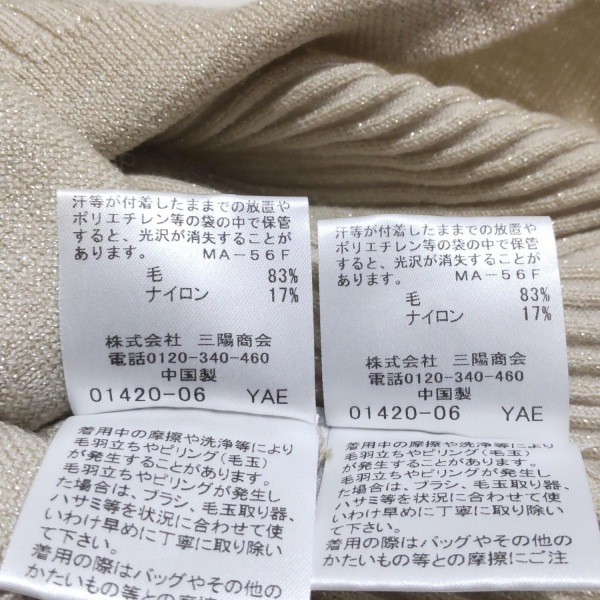 汗等が付着したままでの放置や
ポリエチレン等の袋の中で保管
すると、光沢が消失することが
あります。 MA-56F
毛 83%
ナイロン 17%
株式会社 三陽商会
電話0120-340-460
中国製
01420-06 YAE
着用中の摩擦や洗浄等により
毛羽立ちやピリング(毛玉)
が発生することがあります。
毛羽立ちやピリングが発生し
た場合は、ブラシ、毛玉取り器、
ハサミ等を状況に合わせて使
いわけ早めに丁寧に取り除い
て下さい。
着用の際はバッグやその他の
かたいもの等との摩擦にご注
汗等が付着したままでの放置や
ポリエチレン等の袋の中で保管
すると、光沢が消失することが
あります。 MA-56F
毛 83%
ナイロン 17%
株式会社 三陽商会
電話0120-340-460
中国製
01420-06 YAE
着用中の摩擦や洗浄等により
毛羽立ちやピリング(毛玉)
が発生することがあります。
毛羽立ちやピリングが発生し
た場合は、ブラシ、毛玉取り器、
ハサミ等を状況に合わせて使
いわけ早めに丁寧に取り除い
て下さい。
着用の際はバッグやその他の
かたいもの等との摩擦にご注